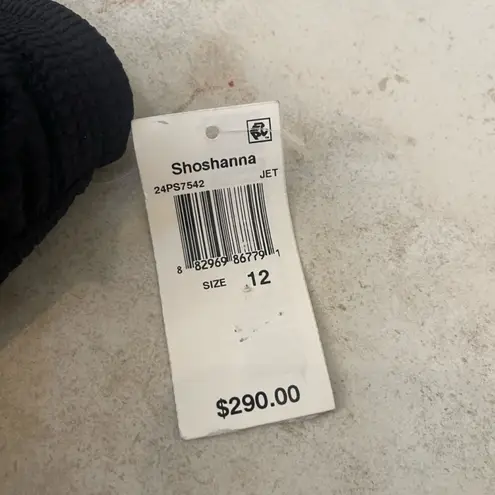 Shoshanna
24PS7542 JET
8 82969 86779 1
SIZE 12
$290.00